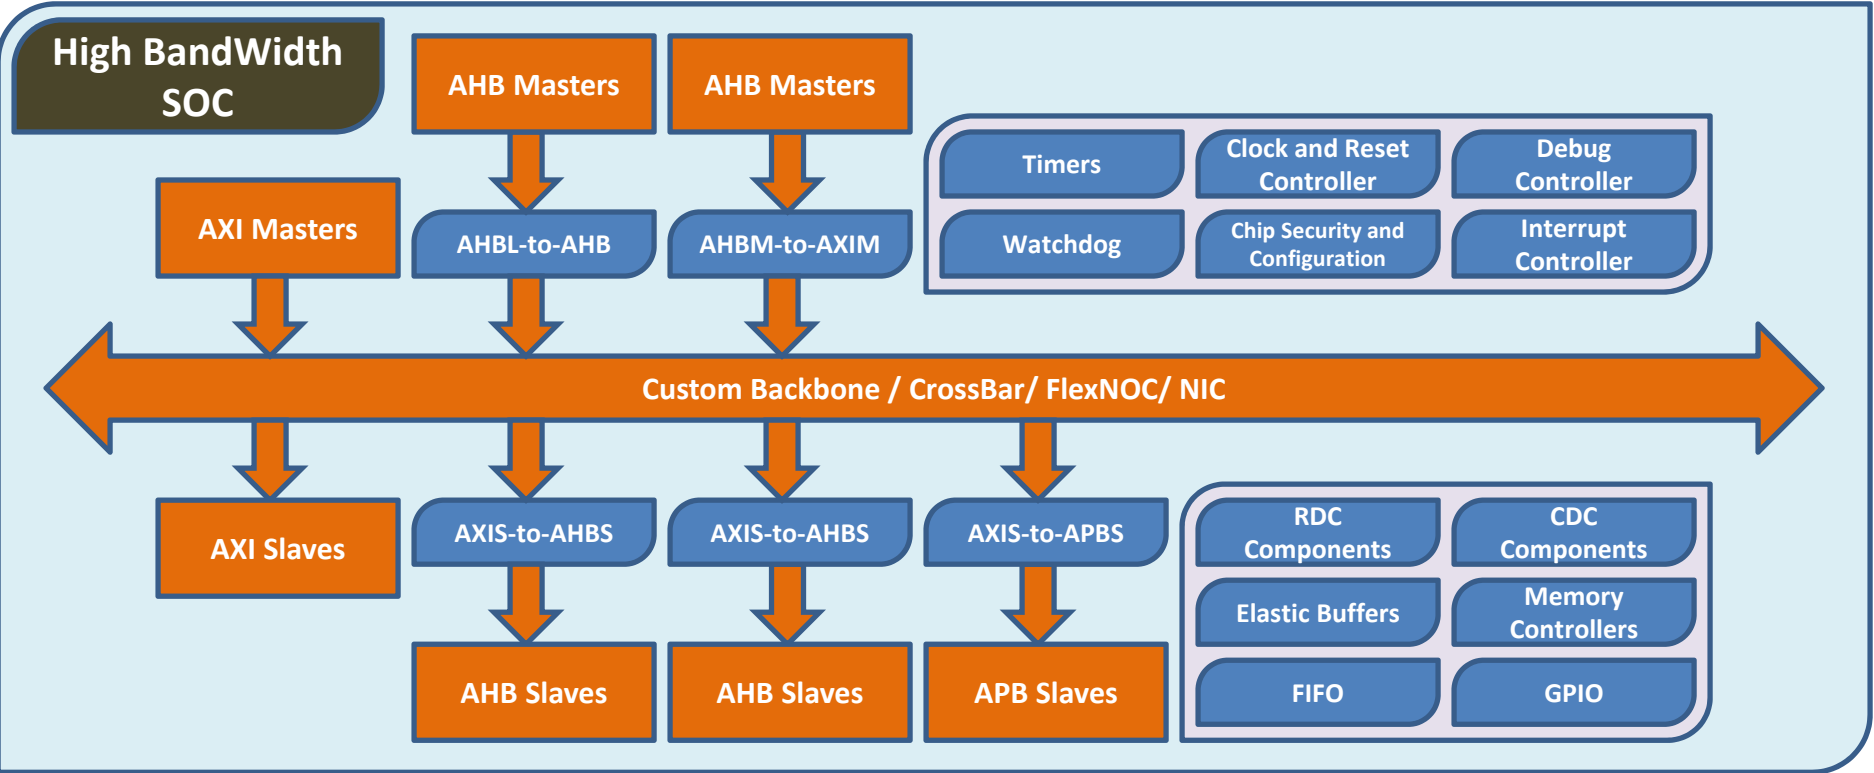 High BandWidth
SOC
AHB Masters
AHB Masters
AXI Masters
AHBL-to-AHB
AHBM-to-AXIM
Timers
Clock and Reset
Controller
Debug
Controller
Watchdog
Chip Security and
Configuration
Interrupt
Controller
Custom Backbone / CrossBar/ FlexNOC/ NIC
AXI Slaves
AXIS-to-AHBS
AXIS-to-AHBS
AXIS-to-APBS
AHB Slaves
AHB Slaves
APB Slaves
RDC
Components
CDC
Components
Elastic Buffers
Memory
Controllers
FIFO
GPIO